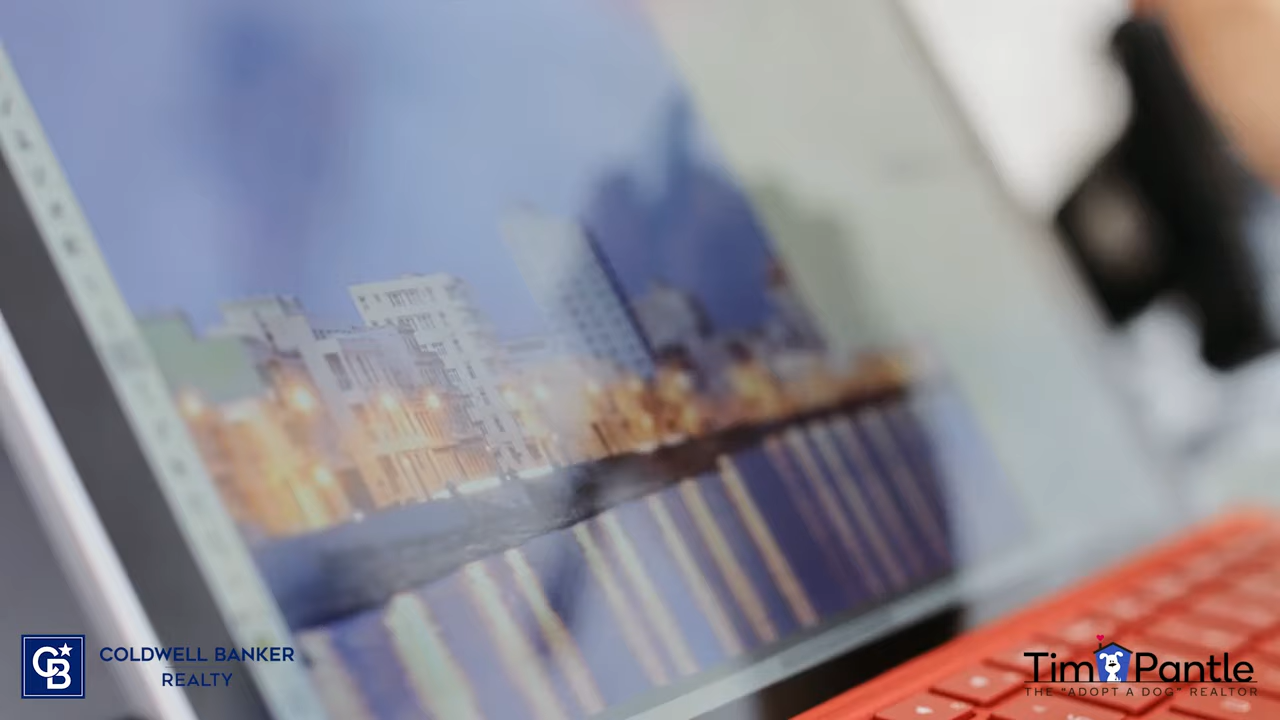 COLDWELL BANKER
REALTY
Tim Pantle
THE "ADOPT A DOG" REALTOR